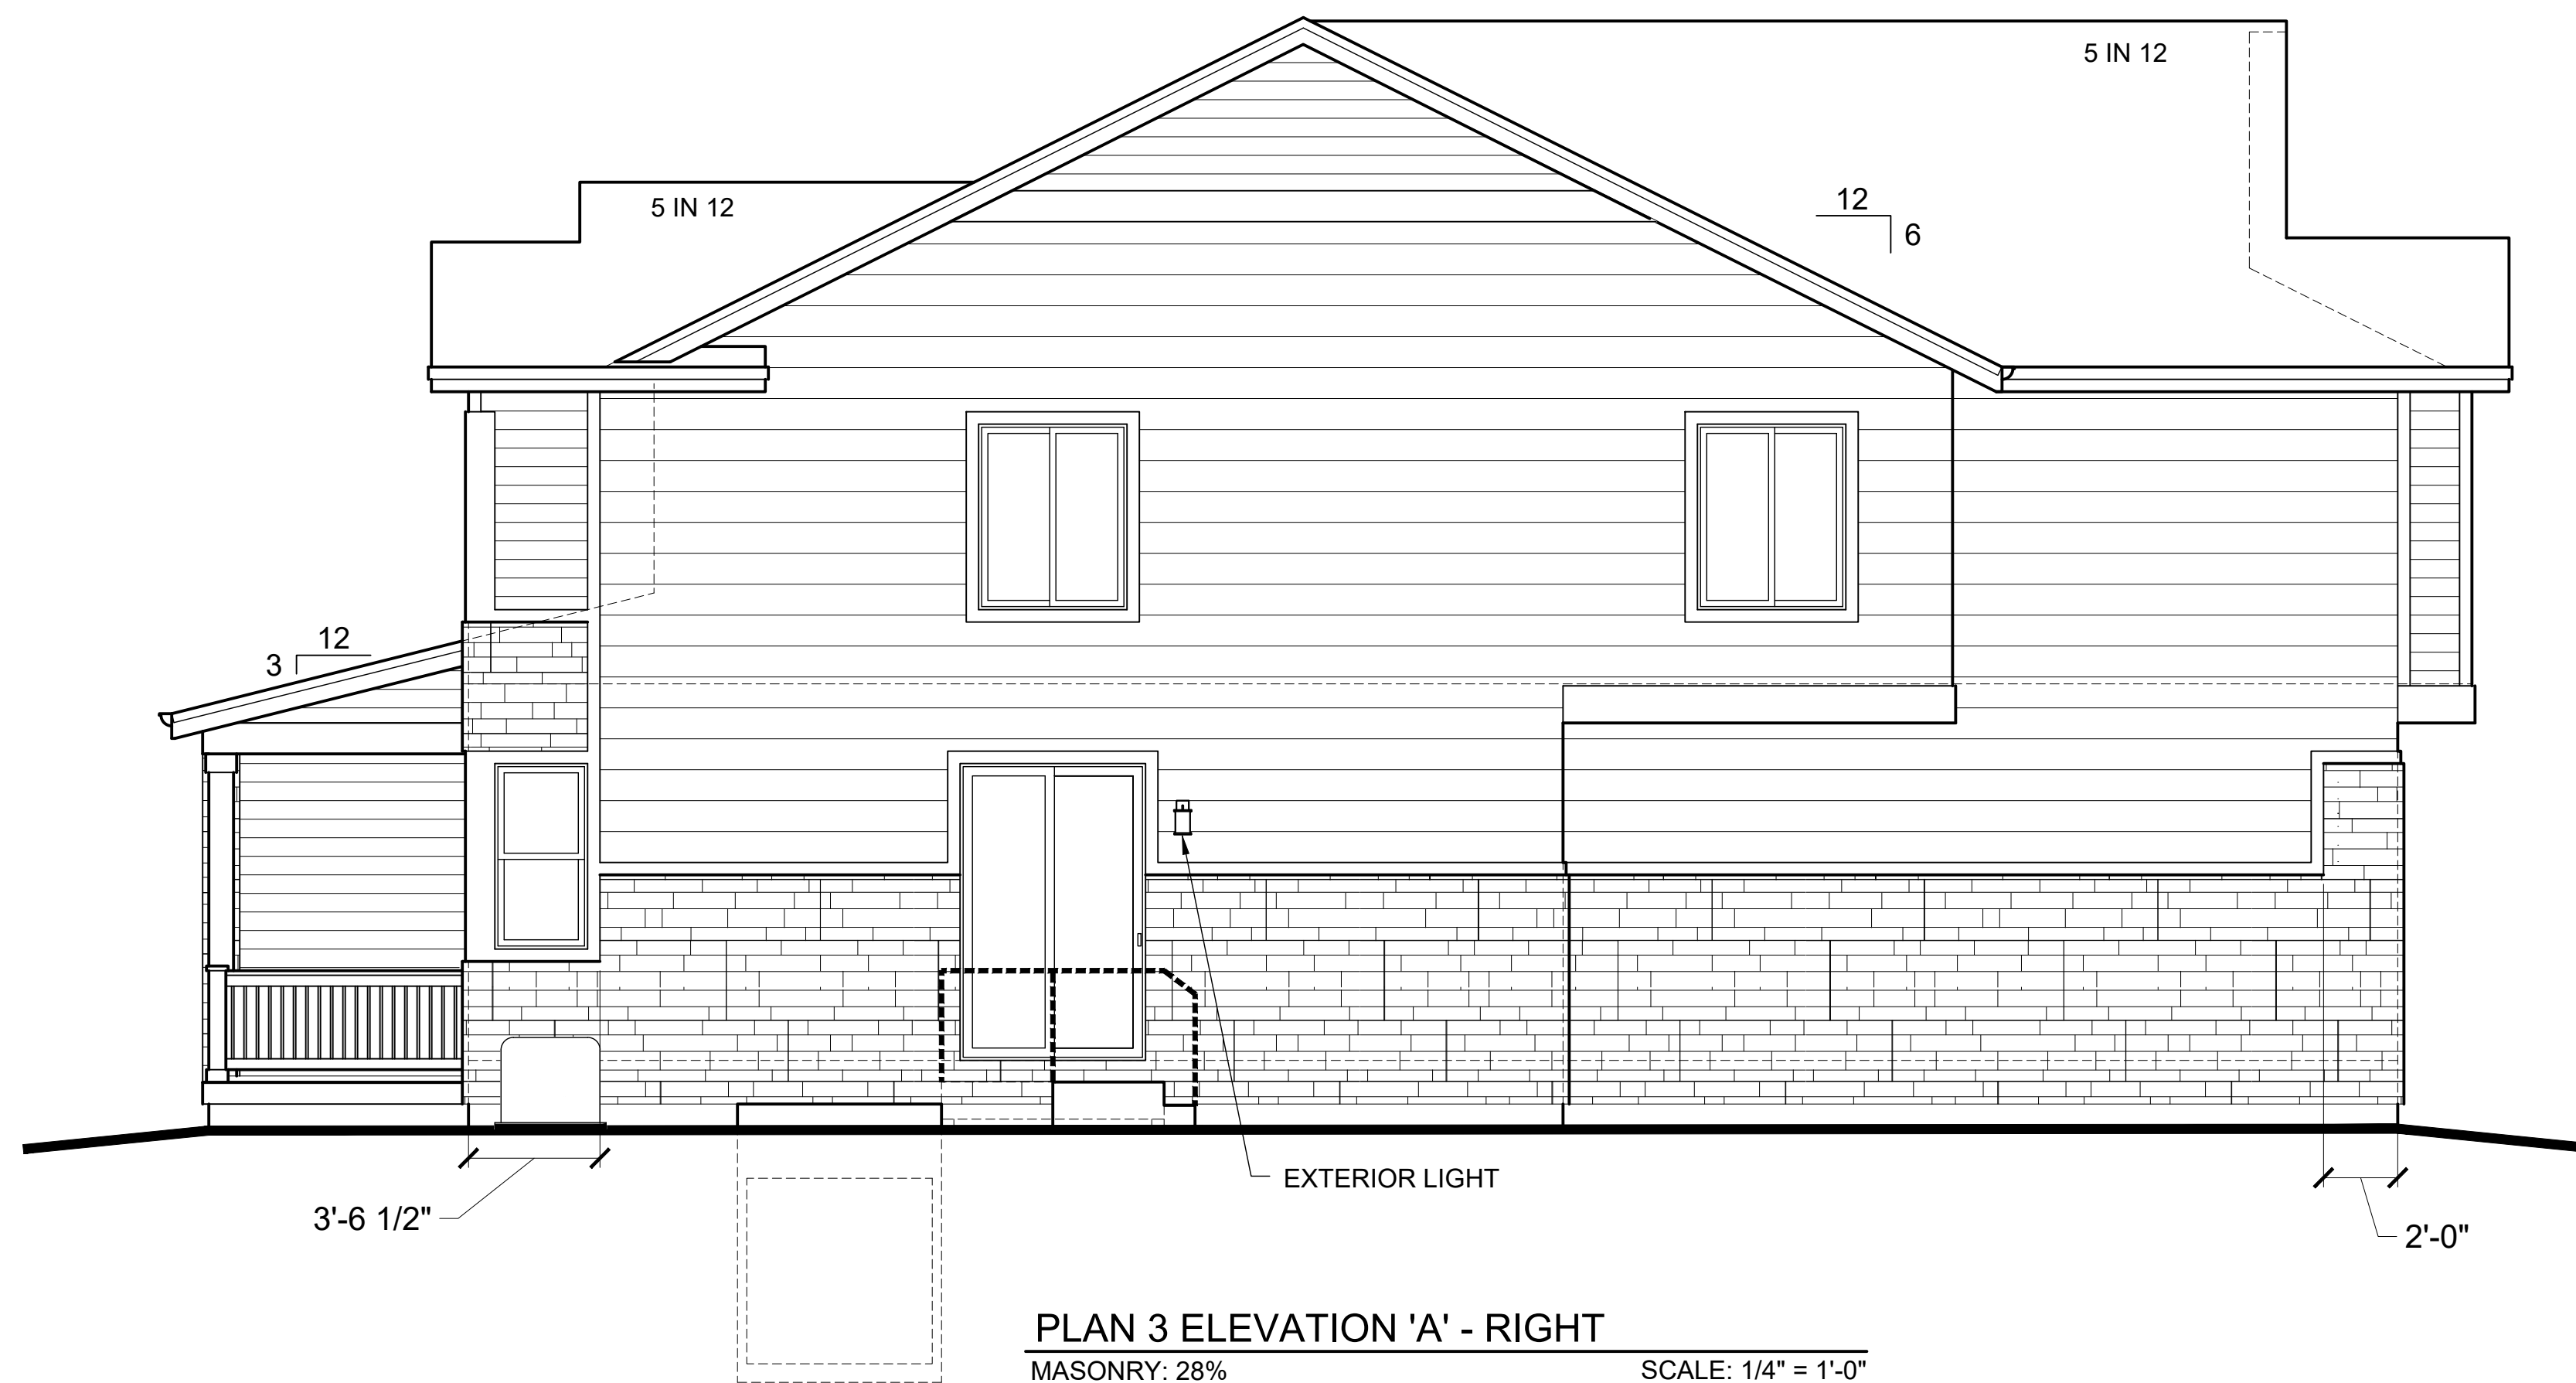 5 IN 12
5 IN 12
12
6
12
3
EXTERIOR LIGHT
3'-6 1/2"
2'-0"
PLAN 3 ELEVATION 'A' - RIGHT
MASONRY: 28%
SCALE: 1/4" = 1'-0"